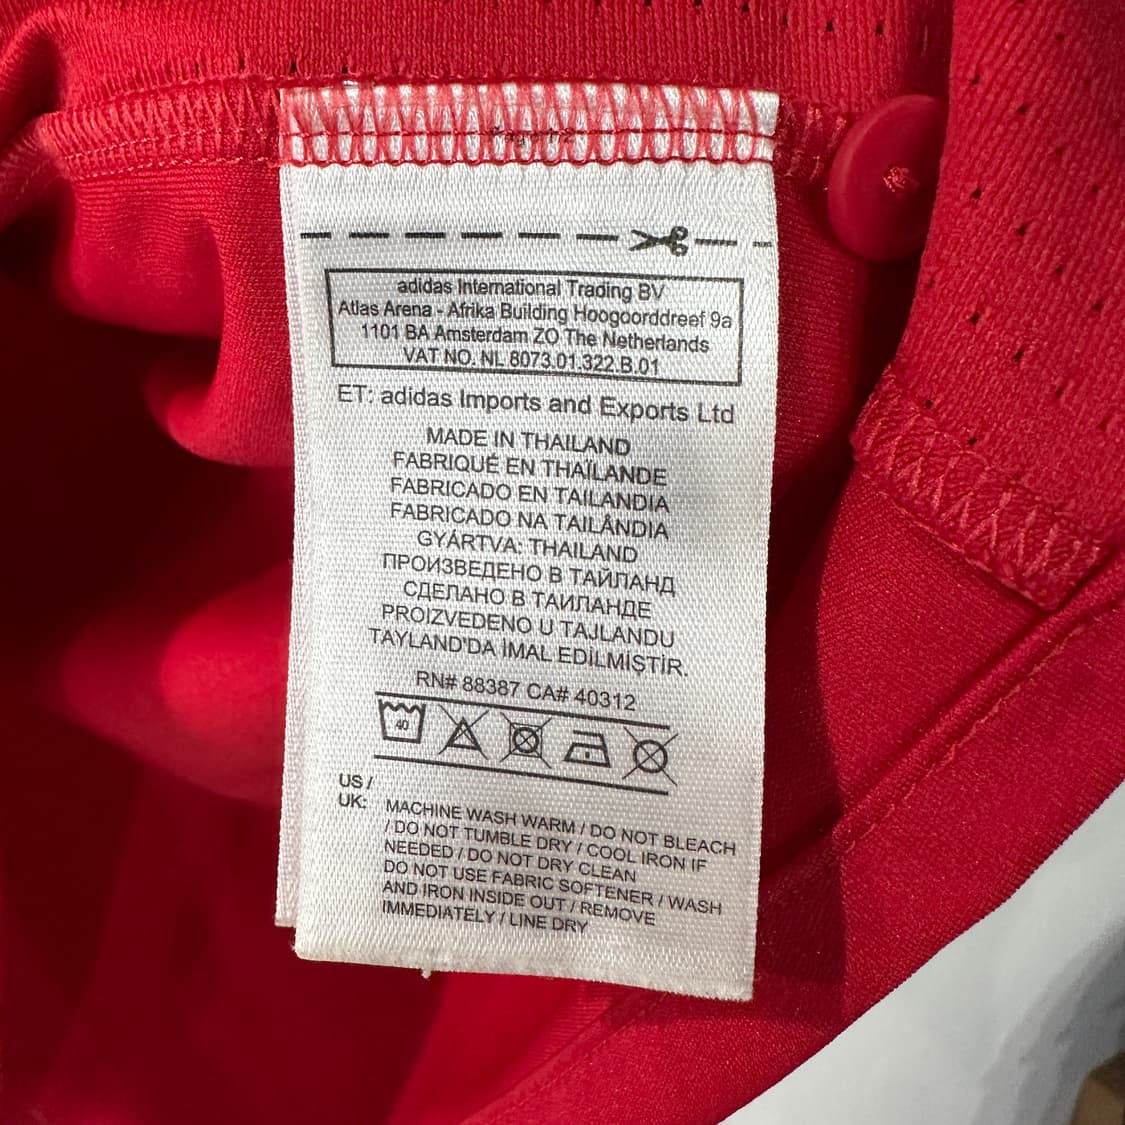 Page 1-2
adidas International Trading BV
Atlas Arena - Afrika Building Hoogoorddreef 9a
1101 BA Amsterdam ZO The Netherlands
VAT NO. NL 8073.01.322.B.01
ET: adidas Imports and Exports Ltd
MADE IN THAILAND
FABRIQUÉ EN THAÏLANDE
FABRICADO EN TAILANDIA
FABRICADO NA TAILÂNDIA
GYÁRTVA: THAILAND
ПРОИЗВЕДЕНО В ТАЙЛАНД
СДЕЛАНО В ТАИЛАНДЕ
PROIZVEDENO U TAJLANDU
TAYLAND'DA İMAL EDİLMİŞTİR.
RN# 88387 CA# 40312
40
US /
UK:
MACHINE WASH WARM / DO NOT BLEACH
/ DO NOT TUMBLE DRY / COOL IRON IF
NEEDED / DO NOT DRY CLEAN
DO NOT USE FABRIC SOFTENER / WASH
AND IRON INSIDE OUT / REMOVE
IMMEDIATELY / LINE DRY